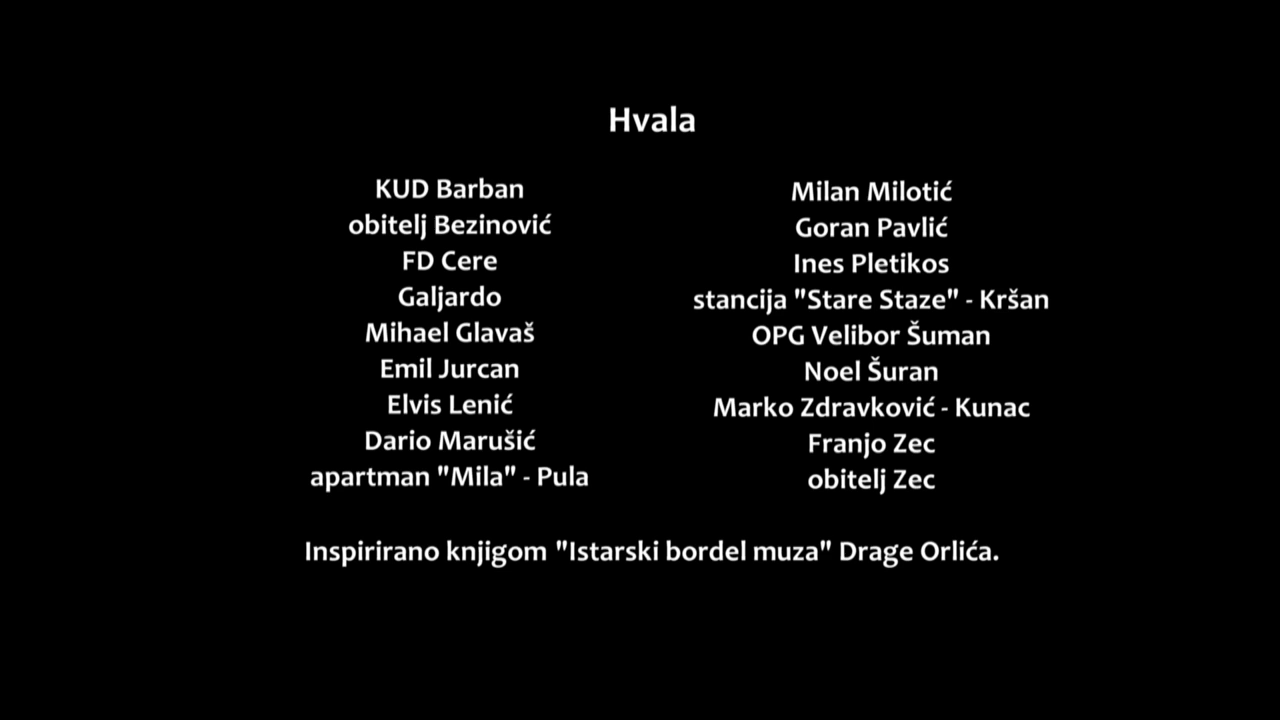 Hvala
KUD Barban
obitelj Bezinović
FD Cere
Galjardo
Mihael Glavaš
Emil Jurcan
Elvis Lenić
Dario Marušić
apartman "Mila" - Pula
Milan Milotić
Goran Pavlić
Ines Pletikos
stancija "Stare Staze" - Kršan
OPG Velibor Šuman
Noel Šuran
Marko Zdravković - Kunac
Franjo Zec
obitelj Zec
Inspirirano knjigom "Istarski bordel muza" Drage Orlića.